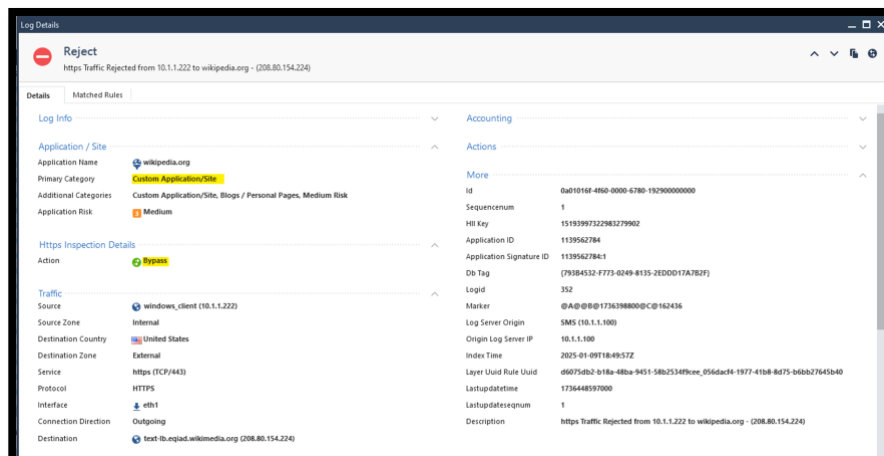 Log Details
Reject
https Traffic Rejected from 10.1.1.222 to wikipedia.org - (208.80.154.224)
Details
Matched Rules
Log Info
Application / Site
Application Name wikipedia.org
Primary Category Custom Application/Site
Additional Categories Custom Application/Site, Blogs / Personal Pages, Medium Risk
Application Risk Medium
Https Inspection Details
Action Bypass
Traffic
Source windows_client (10.1.1.222)
Source Zone Internal
Destination Country United States
Destination Zone External
Service https (TCP/443)
Protocol HTTPS
Interface eth1
Connection Direction Outgoing
Destination text-lb.eqiad.wikimedia.org (208.80.154.224)
Accounting
Actions
More
Id 0a01016f-4f60-0000-6780-192900000000
Sequencenum 1
Hll Key 15193997322983279902
Application ID 1139562784
Application Signature ID 1139562784:1
Db Tag {793B4532-F773-0249-8135-2EDDD17A7B2F}
Logid 352
Marker @A@@B@1736398800@C@162436
Log Server Origin SMS (10.1.1.100)
Origin Log Server IP 10.1.1.100
Index Time 2025-01-09T18:49:57Z
Layer Uuid Rule Uuid d6075db2-b18a-48ba-9451-58b2534f9cee_056dacf4-1977-41b8-8d75-b6bb27645b40
Lastupdatetime 1736448597000
Lastupdateseqnum 1
Description https Traffic Rejected from 10.1.1.222 to wikipedia.org - (208.80.154.224)